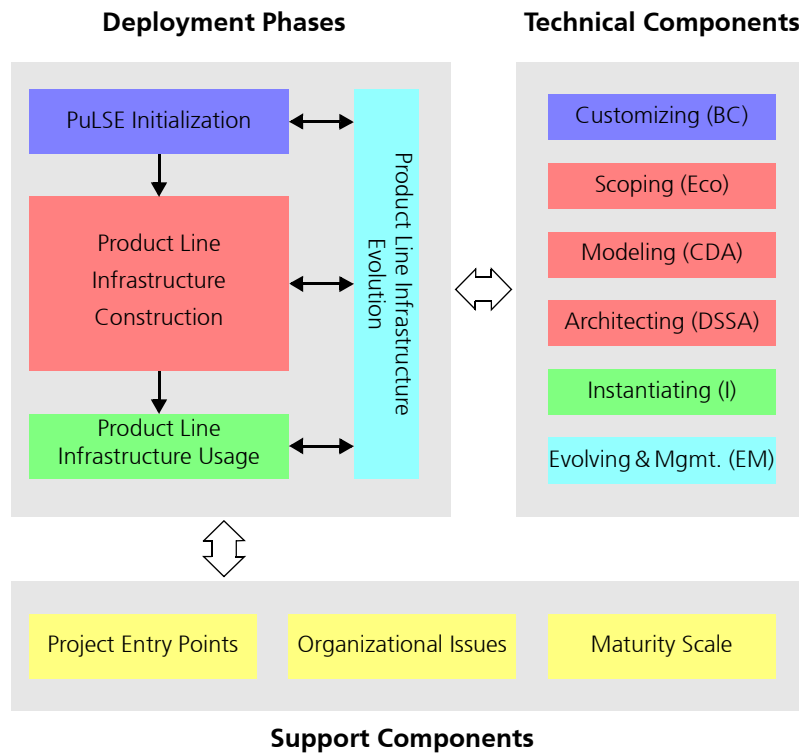 Deployment Phases
Technical Components
PuLSE Initialization
Product Line
Infrastructure
Construction
Product Line
Infrastructure Usage
Product Line Infrastructure
Evolution
Customizing (BC)
Scoping (Eco)
Modeling (CDA)
Architecting (DSSA)
Instantiating (I)
Evolving & Mgmt. (EM)
Project Entry Points
Organizational Issues
Maturity Scale
Support Components